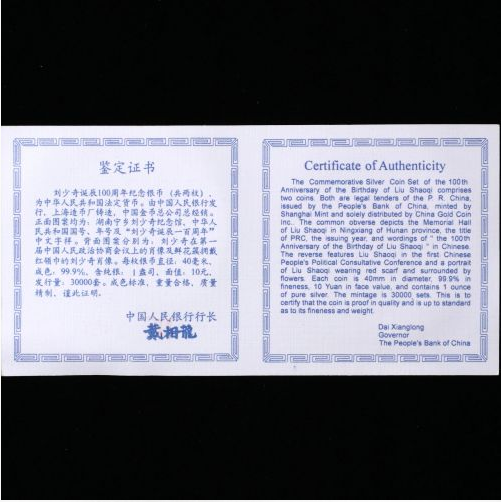 鉴定证书
刘少奇诞辰100周年纪念银币（共两枚），
为中华人民共和国法定货币。由中国人民银行发
行，上海造币厂铸造，中国金币总公司总经销。
正面图案均为：湖南宁乡刘少奇纪念馆、中华人
民共和国国号、年号及“刘少奇诞辰一百周年”
中文字样。背面图案分别为：刘少奇在第一
届中国人民政治协商会议上的肖像及鲜花簇拥戴
红领巾的刘少奇肖像。每枚银币直径：40毫米，
成色：99.9%，含纯银：1盎司，面值：10元，
发行量：30000套。成色标准，重量合格，质量
精制，谨此证明。
中国人民银行行长
戴相龙
Certificate of Authenticity
The Commemorative Silver Coin Set of the 100th
Anniversary of the Birthday of Liu Shaoqi comprises
two coins. Both are legal tenders of the P. R. China,
issued by the People's Bank of China, minted by
Shanghai Mint and solely distributed by China Gold Coin
Inc. The common obverse depicts the Memorial Hall
of Liu Shaoqi in Ningxiang of Hunan province, the title
of PRC, the issuing year, and wordings of " the 100th
Anniversary of the Birthday of Liu Shaoqi " in Chinese.
The reverse features Liu Shaoqi in the first Chinese
People's Political Consultative Conference and a portrait
of Liu Shaoqi wearing red scarf and surrounded by
flowers. Each coin is 40mm in diameter, 99.9% in
fineness, 10 Yuan in face value, and contains 1 ounce
of pure silver. The mintage is 30000 sets. This is to
certify that the coin is proof in quality and is up to standard
as to its fineness and weight.
Dai Xianglong
Governor
The People's Bank of China